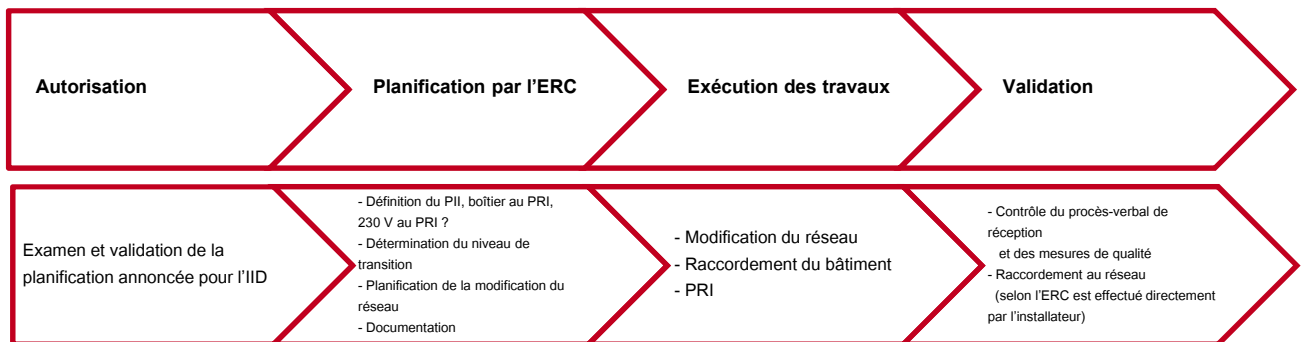 Autorisation
Planification par l'ERC
Exécution des travaux
Validation
Examen et validation de la
planification annoncée pour l'IID
- Définition du PII, boîtier au PRI,
230 V au PRI ?
- Détermination du niveau de
transition
- Planification de la modification du
réseau
- Documentation
- Modification du réseau
- Raccordement du bâtiment
- PRI
- Contrôle du procès-verbal de
réception
et des mesures de qualité
- Raccordement au réseau
(selon l'ERC est effectué directement
par l'installateur)